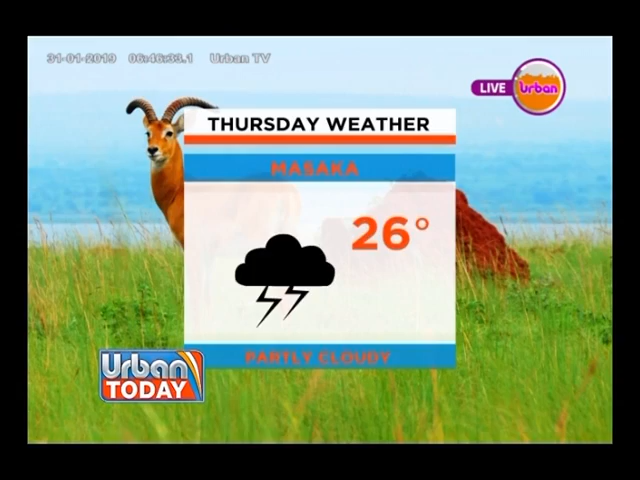 31-01-2019 06:46:33.1 Urban TV
LIVE
Urban
THURSDAY WEATHER
MASAKA
26°
PARTLY CLOUDY
Urban
TODAY